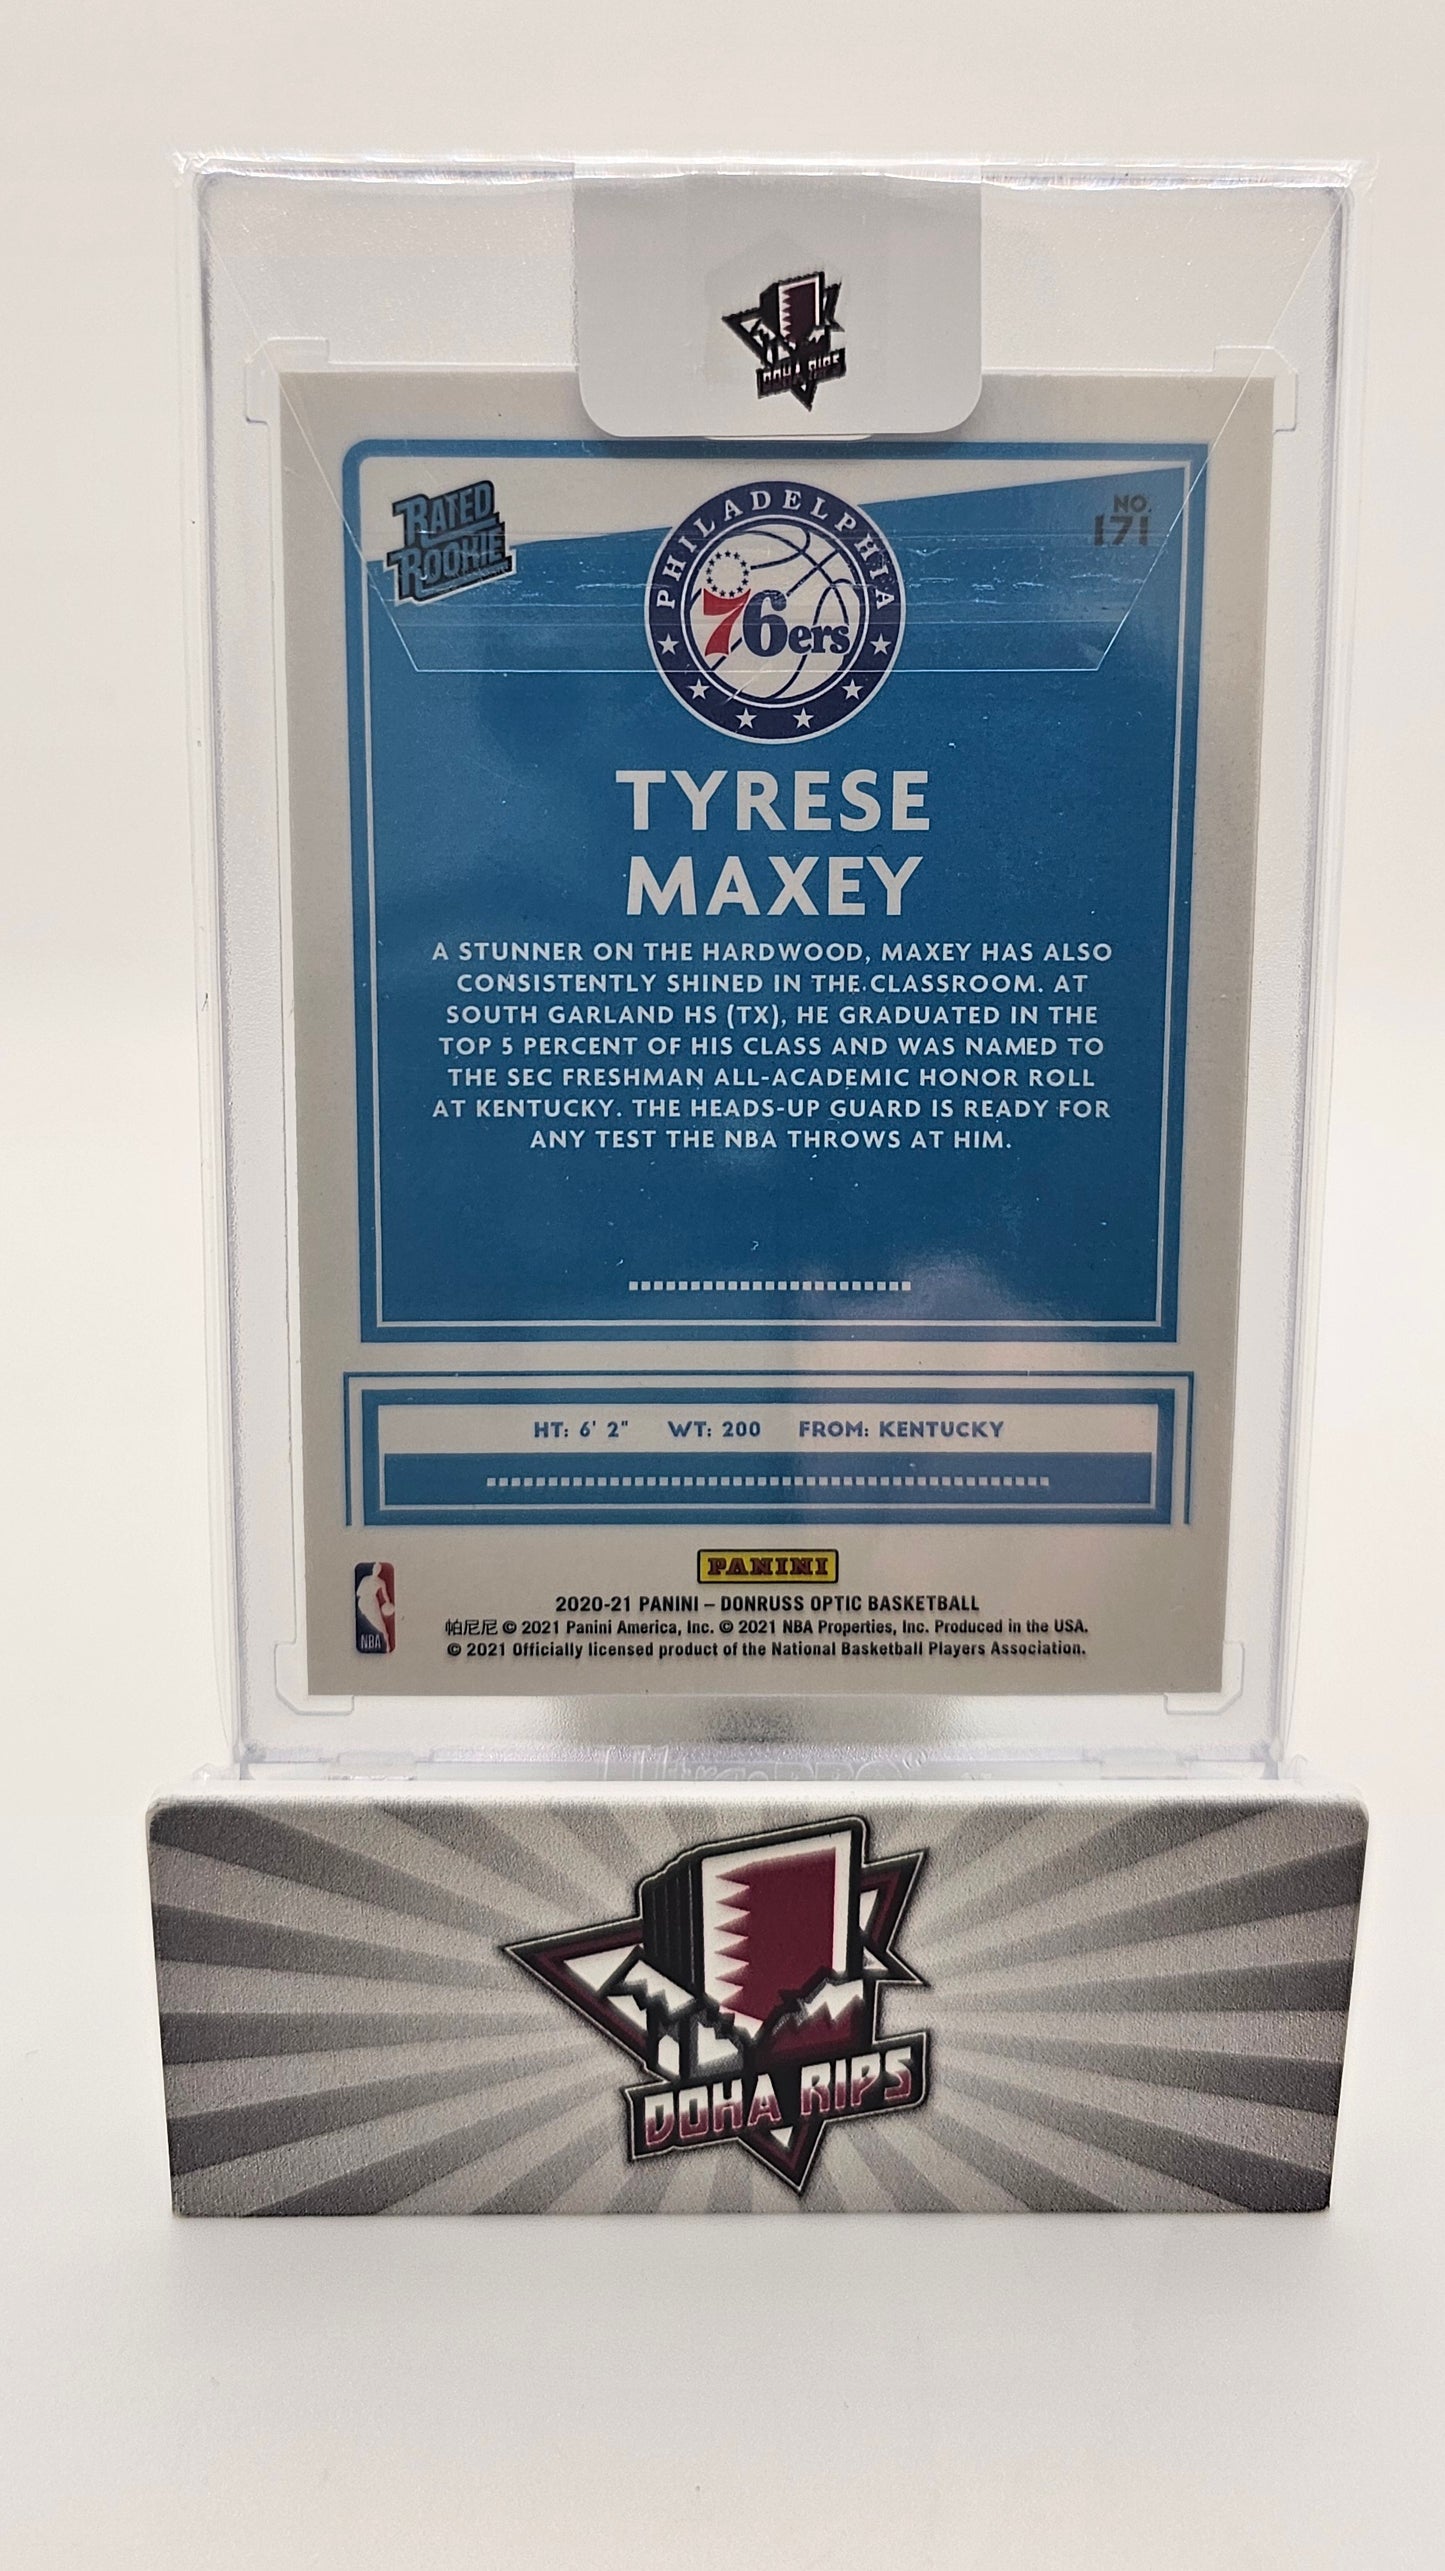 DOHA RIPS
RATED
ROOKIE
PHILADELPHIA
76ers
NO.
171
TYRESE
MAXEY
A STUNNER ON THE HARDWOOD, MAXEY HAS ALSO
CONSISTENTLY SHINED IN THE CLASSROOM. AT
SOUTH GARLAND HS (TX), HE GRADUATED IN THE
TOP 5 PERCENT OF HIS CLASS AND WAS NAMED TO
THE SEC FRESHMAN ALL-ACADEMIC HONOR ROLL
AT KENTUCKY. THE HEADS-UP GUARD IS READY FOR
ANY TEST THE NBA THROWS AT HIM.
HT: 6' 2" WT: 200 FROM: KENTUCKY
PANINI
NBA
2020-21 PANINI – DONRUSS OPTIC BASKETBALL
帕尼尼 © 2021 Panini America, Inc. © 2021 NBA Properties, Inc. Produced in the USA.
© 2021 Officially licensed product of the National Basketball Players Association.
Ultra PRO
DOHA RIPS